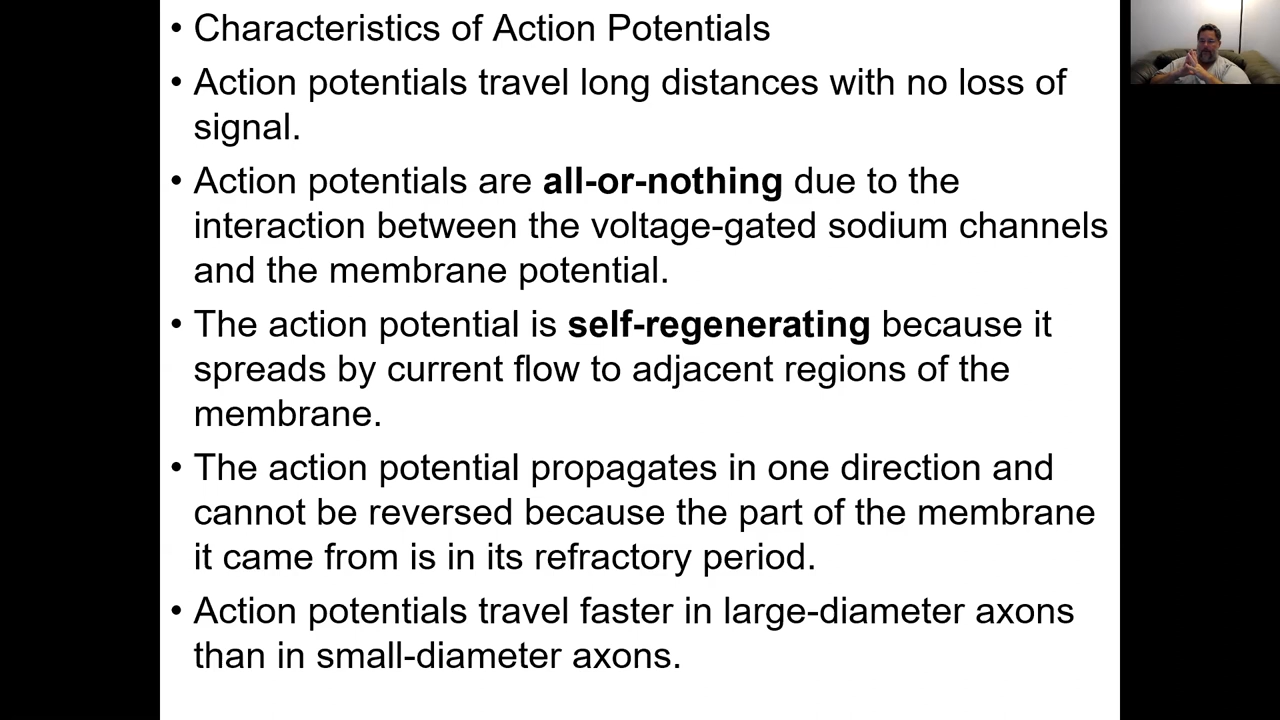 • Characteristics of Action Potentials
• Action potentials travel long distances with no loss of
signal.
• Action potentials are all-or-nothing due to the
interaction between the voltage-gated sodium channels
and the membrane potential.
• The action potential is self-regenerating because it
spreads by current flow to adjacent regions of the
membrane.
• The action potential propagates in one direction and
cannot be reversed because the part of the membrane
it came from is in its refractory period.
• Action potentials travel faster in large-diameter axons
than in small-diameter axons.